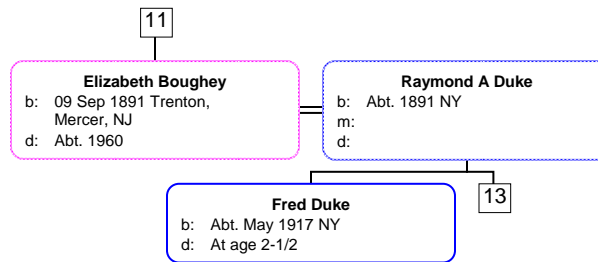 11
Elizabeth Boughey
b: 09 Sep 1891 Trenton,
Mercer, NJ
d: Abt. 1960
Raymond A Duke
b: Abt. 1891 NY
m:
d:
Fred Duke
b: Abt. May 1917 NY
d: At age 2-1/2
13